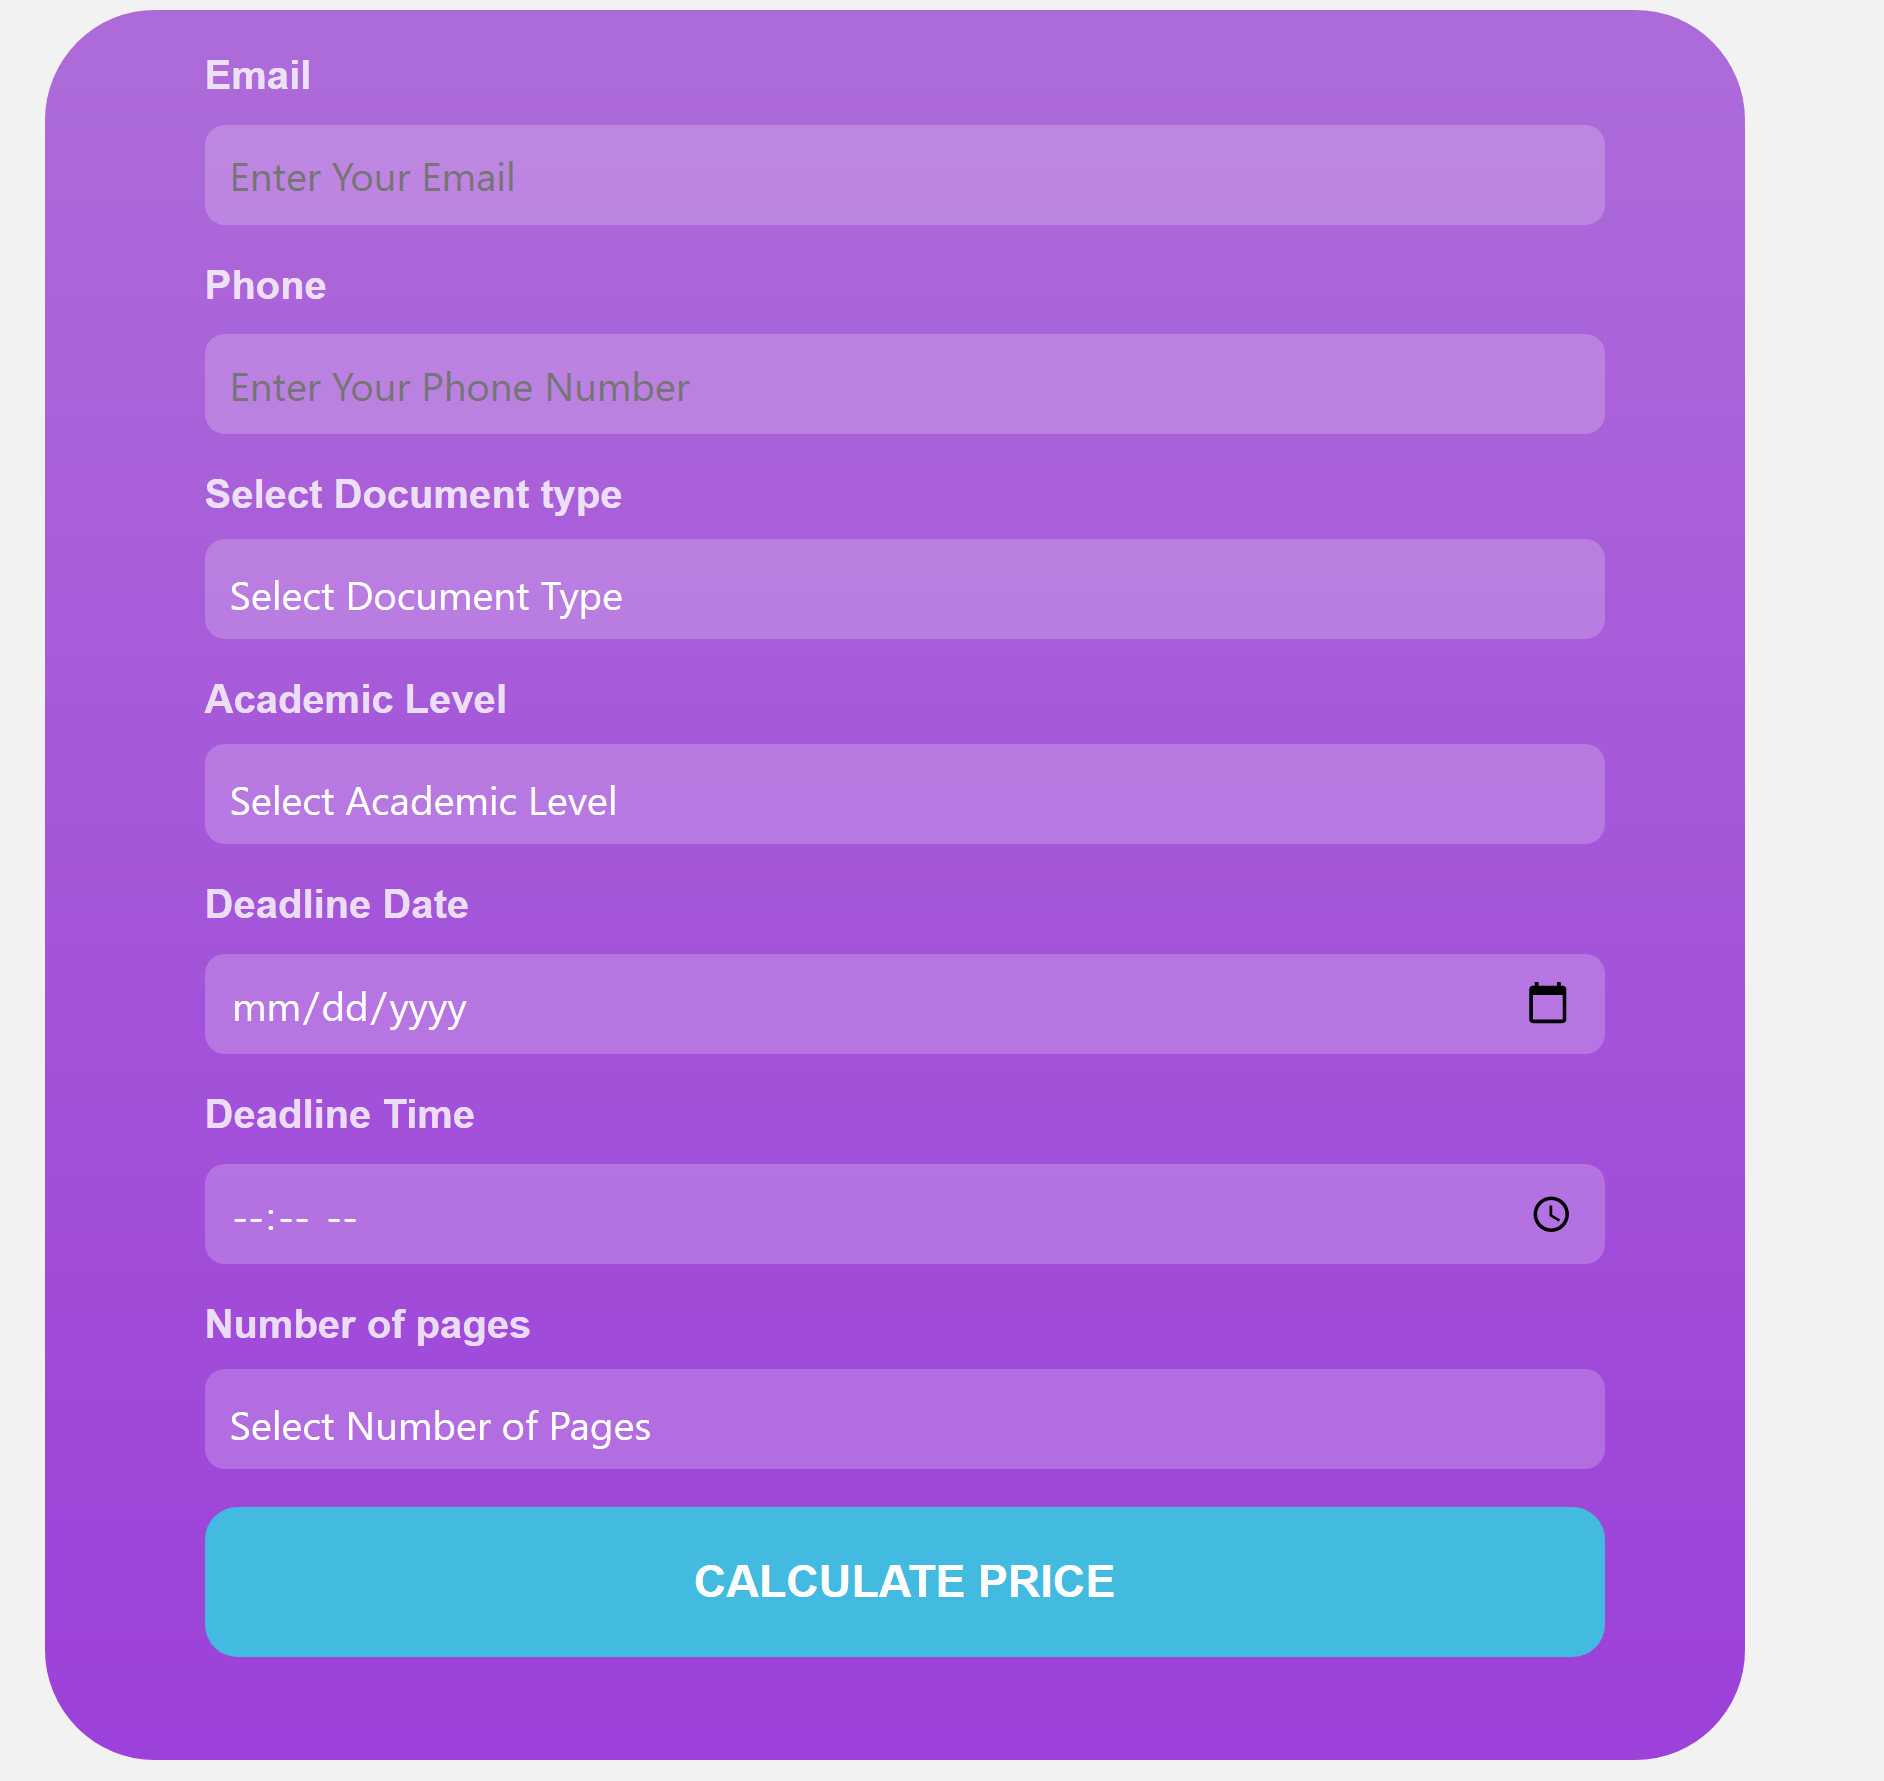 Email
Enter Your Email
Phone
Enter Your Phone Number
Select Document type
Select Document Type
Academic Level
Select Academic Level
Deadline Date
mm/dd/yyyy
Deadline Time
--:-- --
Number of pages
Select Number of Pages
CALCULATE PRICE